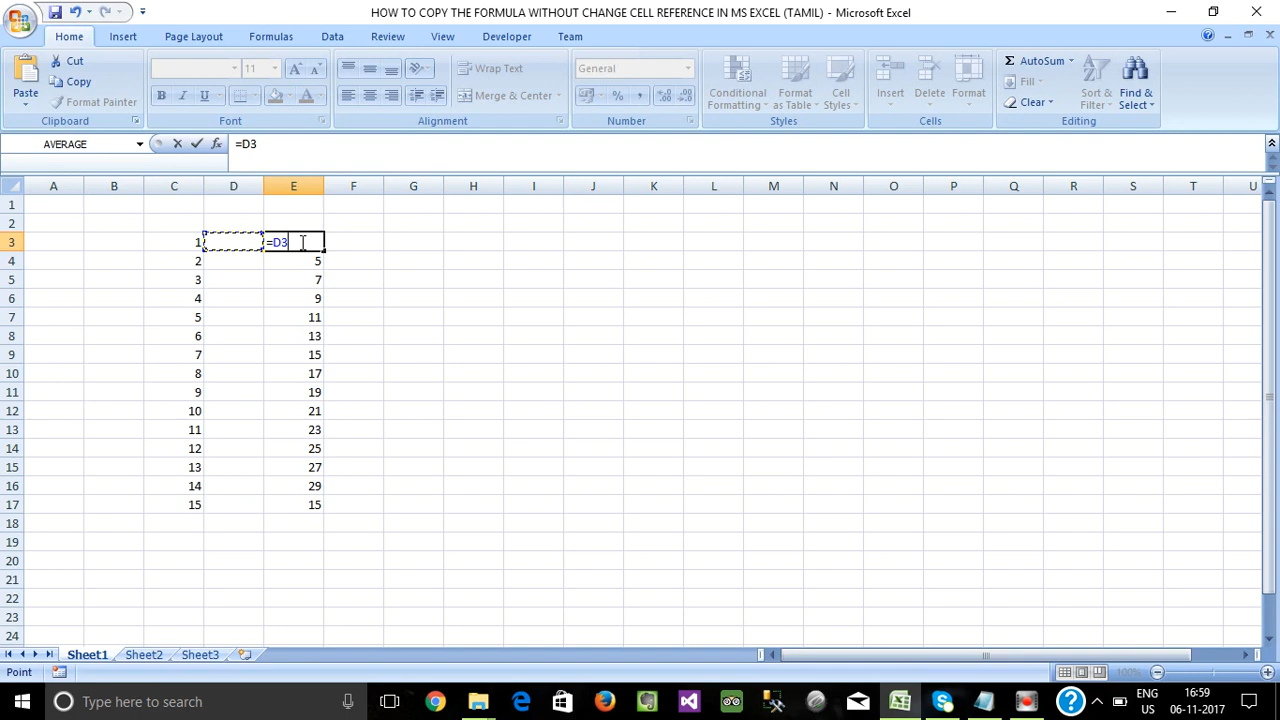 HOW TO COPY THE FORMULA WITHOUT CHANGE CELL REFERENCE IN MS EXCEL (TAMIL) - Microsoft Excel
Home Insert Page Layout Formulas Data Review View Developer Team
Paste Cut Copy Format Painter Clipboard
11 A A B I U A Font
Wrap Text Merge & Center Alignment
General % , Number
Conditional Formatting Format as Table Cell Styles Styles
Insert Delete Format Cells
Σ AutoSum Fill Clear Sort & Filter Find & Select Editing
AVERAGE fx =D3
A B C D E F G H I J K L M N O P Q R S T U
1
2
3 1 =D3
4 2 5
5 3 7
6 4 9
7 5 11
8 6 13
9 7 15
10 8 17
11 9 19
12 10 21
13 11 23
14 12 25
15 13 27
16 14 29
17 15 15
18
19
20
21
22
23
24
Sheet1 Sheet2 Sheet3
Point 100%
Type here to search ENG US 16:59 06-11-2017